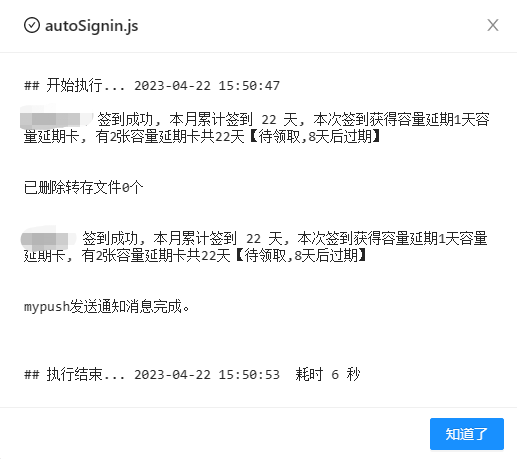 autoSignin.js
## 开始执行... 2023-04-22 15:50:47
签到成功, 本月累计签到 22 天, 本次签到获得容量延期1天容
量延期卡, 有2张容量延期卡共22天【待领取,8天后过期】
已删除转存文件0个
签到成功, 本月累计签到 22 天, 本次签到获得容量延期1天容量
延期卡, 有2张容量延期卡共22天【待领取,8天后过期】
mypush发送通知消息完成。
## 执行结束... 2023-04-22 15:50:53  耗时 6 秒
知道了